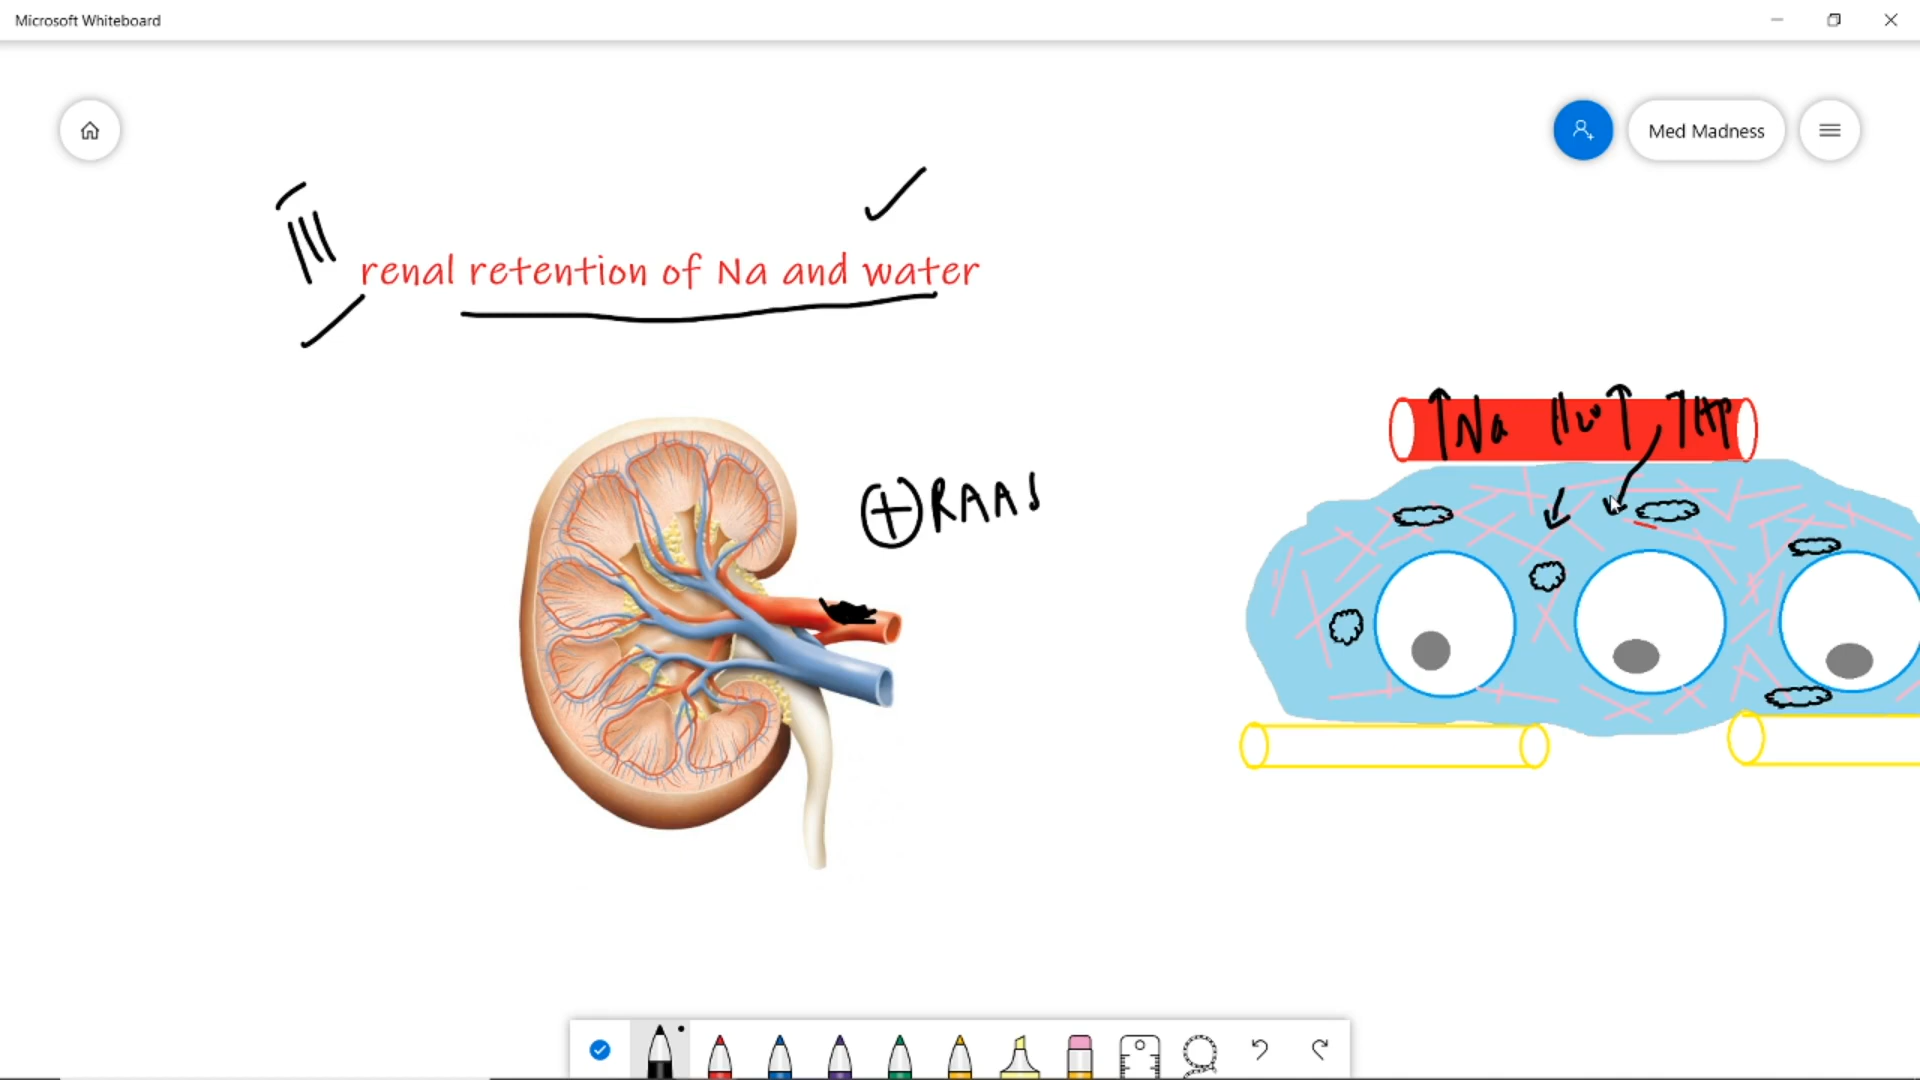 Microsoft Whiteboard
Med Madness
renal retention of Na and water
↑Na H₂O↑ ↑HP
⊕RAAS